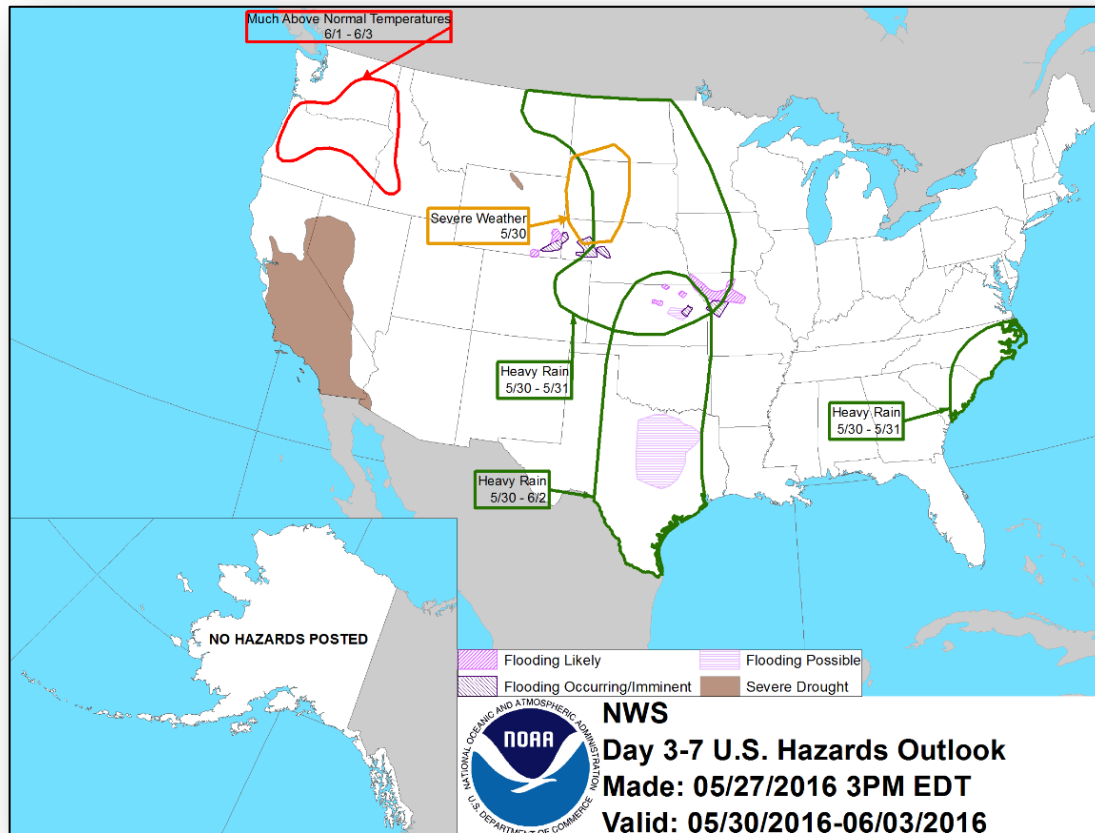 Much Above Normal Temperatures
6/1 - 6/3
Severe Weather
5/30
Heavy Rain
5/30 - 5/31
Heavy Rain
5/30 - 5/31
Heavy Rain
5/30 - 6/2
NO HAZARDS POSTED
Flooding Likely
Flooding Possible
Flooding Occurring/Imminent
Severe Drought
NATIONAL OCEANIC AND ATMOSPHERIC ADMINISTRATION
NOAA
U.S. DEPARTMENT OF COMMERCE
NWS
Day 3-7 U.S. Hazards Outlook
Made: 05/27/2016 3PM EDT
Valid: 05/30/2016-06/03/2016